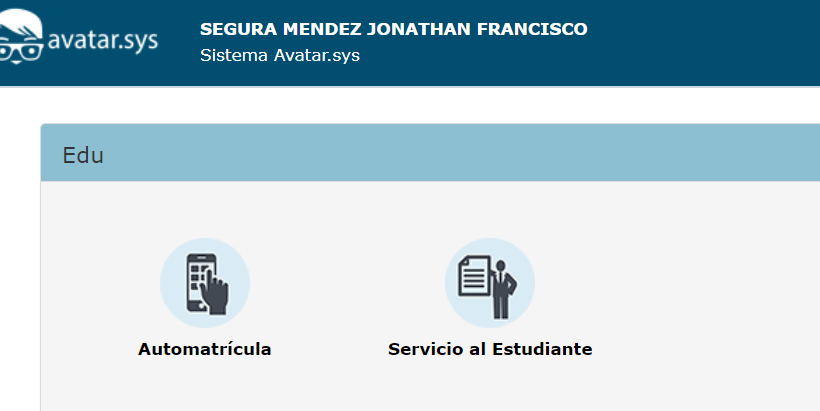 avatar.sys
SEGURA MENDEZ JONATHAN FRANCISCO
Sistema Avatar.sys
Edu
Automatrícula
Servicio al Estudiante